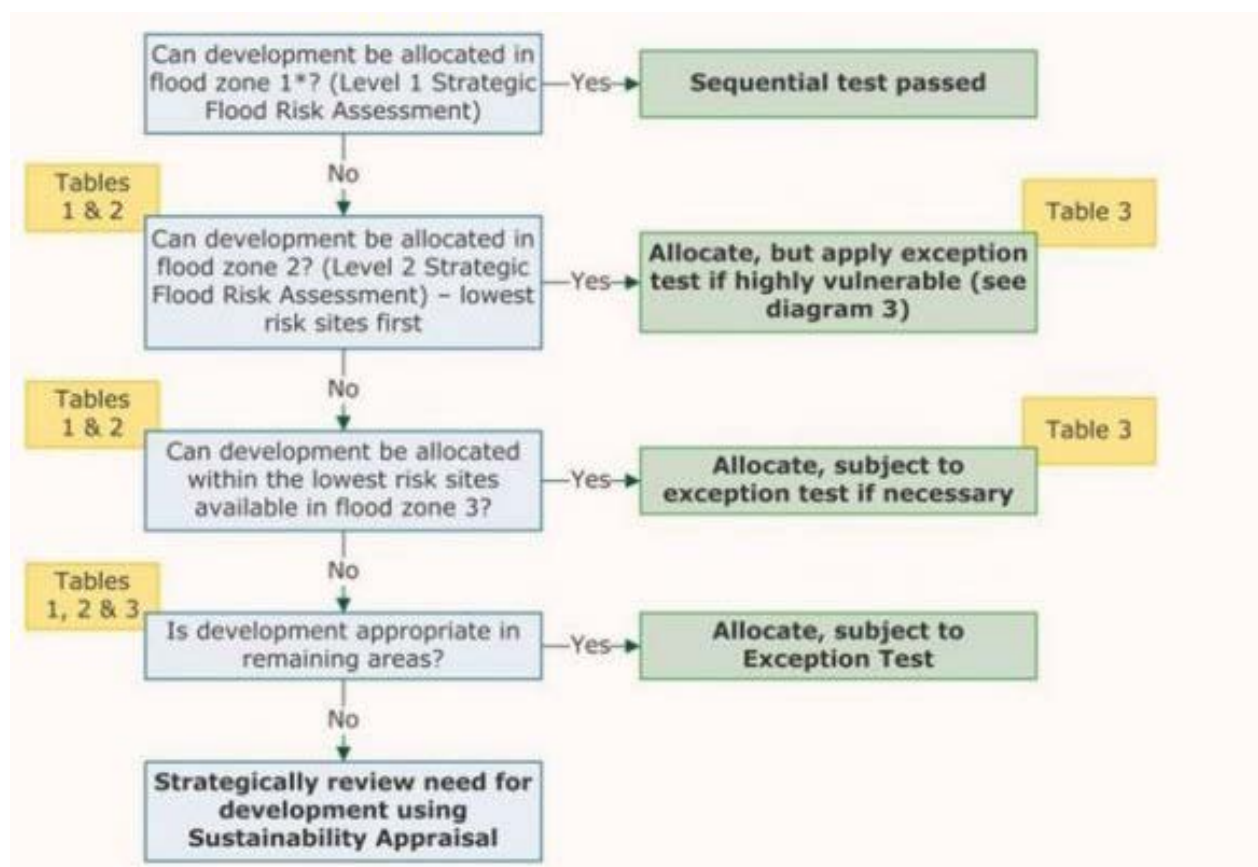 Can development be allocated in
flood zone 1*? (Level 1 Strategic
Flood Risk Assessment)
Yes
Sequential test passed
No
Tables
1 & 2
Can development be allocated in
flood zone 2? (Level 2 Strategic
Flood Risk Assessment) – lowest
risk sites first
Yes
Table 3
Allocate, but apply exception
test if highly vulnerable (see
diagram 3)
No
Tables
1 & 2
Can development be allocated
within the lowest risk sites
available in flood zone 3?
Yes
Table 3
Allocate, subject to
exception test if necessary
No
Tables
1, 2 & 3
Is development appropriate in
remaining areas?
Yes
Allocate, subject to
Exception Test
No
Strategically review need for
development using
Sustainability Appraisal